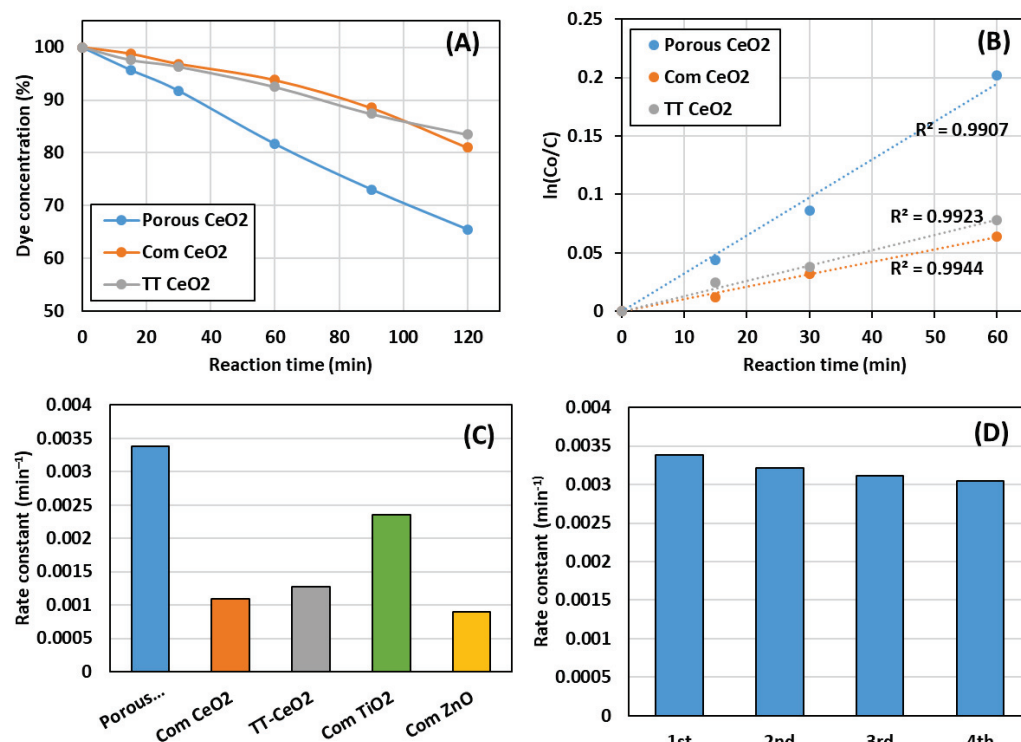 (A)
100
90
80
70
60
50
Dye concentration (%)
Porous CeO2
Com CeO2
TT CeO2
0 20 40 60 80 100 120
Reaction time (min)
(B)
Porous CeO2
Com CeO2
TT CeO2
0.2
0.15
0.1
0.05
0
ln(Co/C)
R² = 0.9907
R² = 0.9923
R² = 0.9944
0 10 20 30 40 50 60
Reaction time (min)
(C)
0.004
0.0035
0.003
0.0025
0.002
0.0015
0.001
0.0005
0
Rate constant (min⁻¹)
Porous...
Com CeO2
TT-CeO2
Com TiO2
Com ZnO
(D)
0.004
0.0035
0.003
0.0025
0.002
0.0015
0.001
0.0005
0
Rate constant (min⁻¹)
1st 2nd 3rd 4th